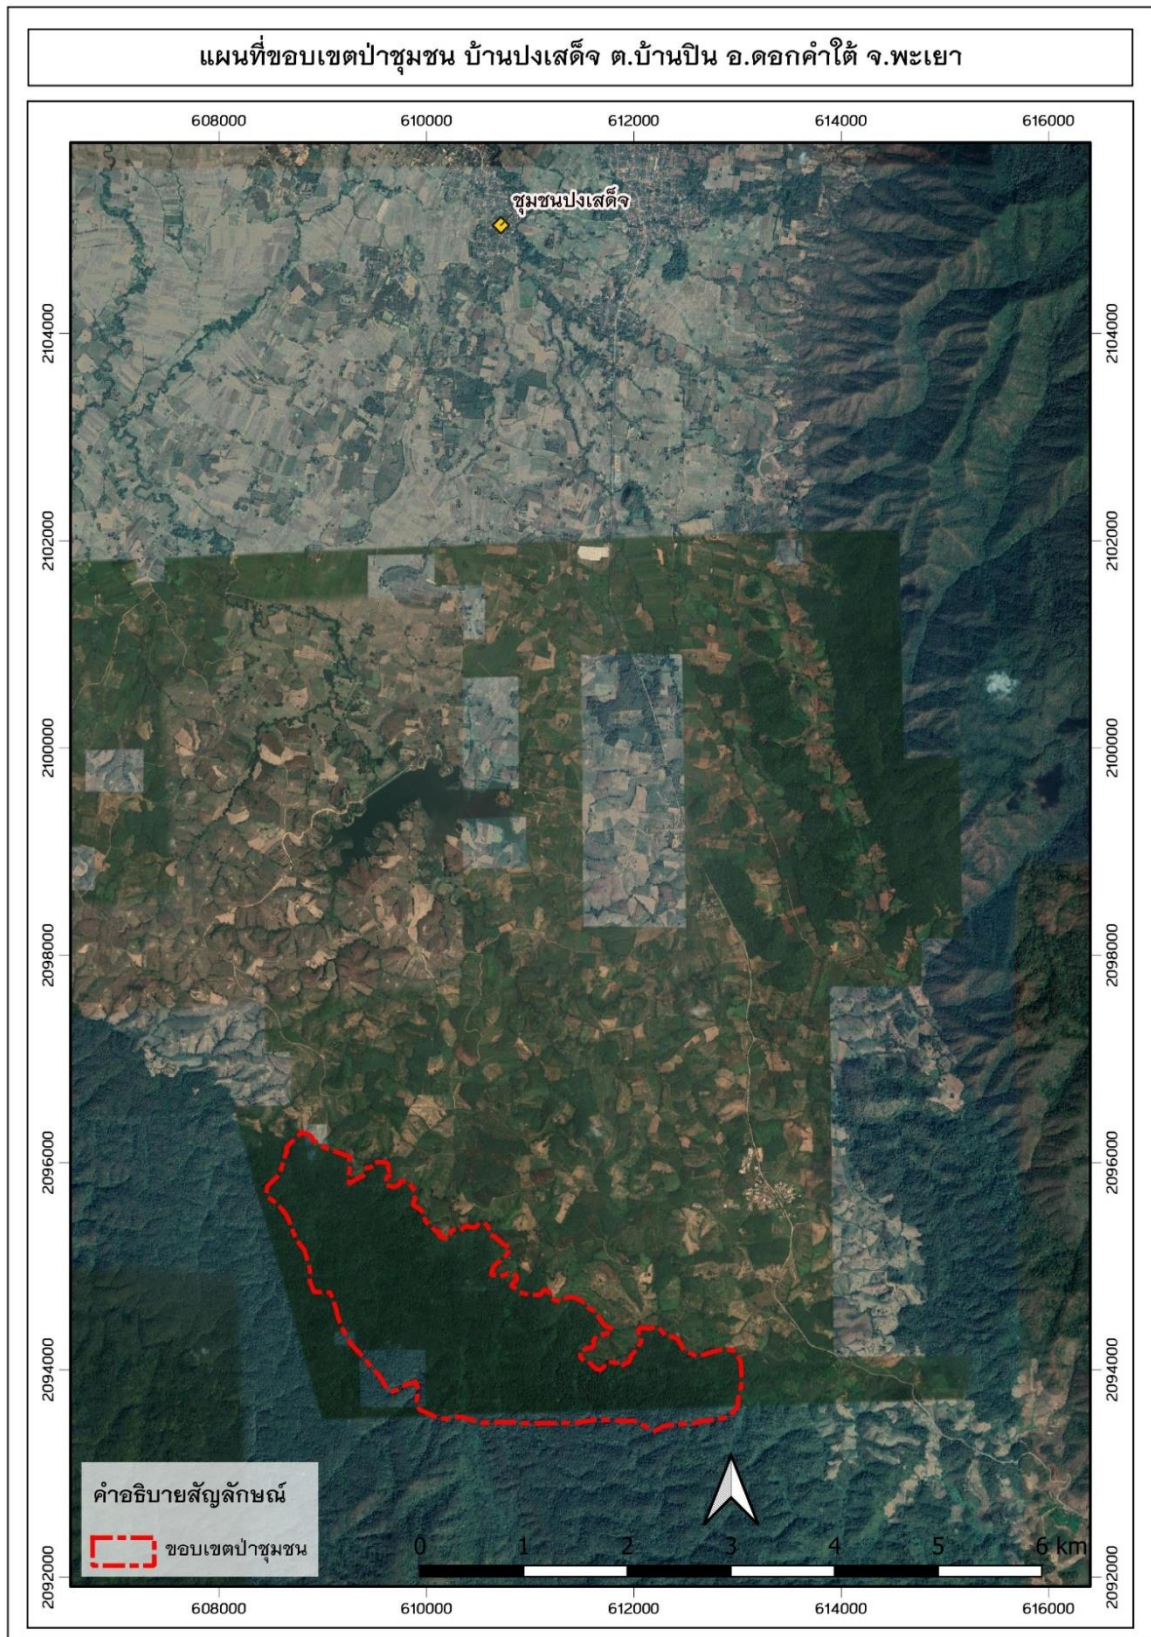 แผนที่ขอบเขตป่าชุมชน บ้านปงเสด็จ ต.บ้านปิน อ.ดอกคำใต้ จ.พะเยา
608000 610000 612000 614000 616000
ชุมชนปงเสด็จ
2104000 2104000
2102000 2102000
2100000 2100000
2098000 2098000
2096000 2096000
2094000 2094000
คำอธิบายสัญลักษณ์
ขอบเขตป่าชุมชน
0 1 2 3 4 5 6 km
2092000 2092000
608000 610000 612000 614000 616000